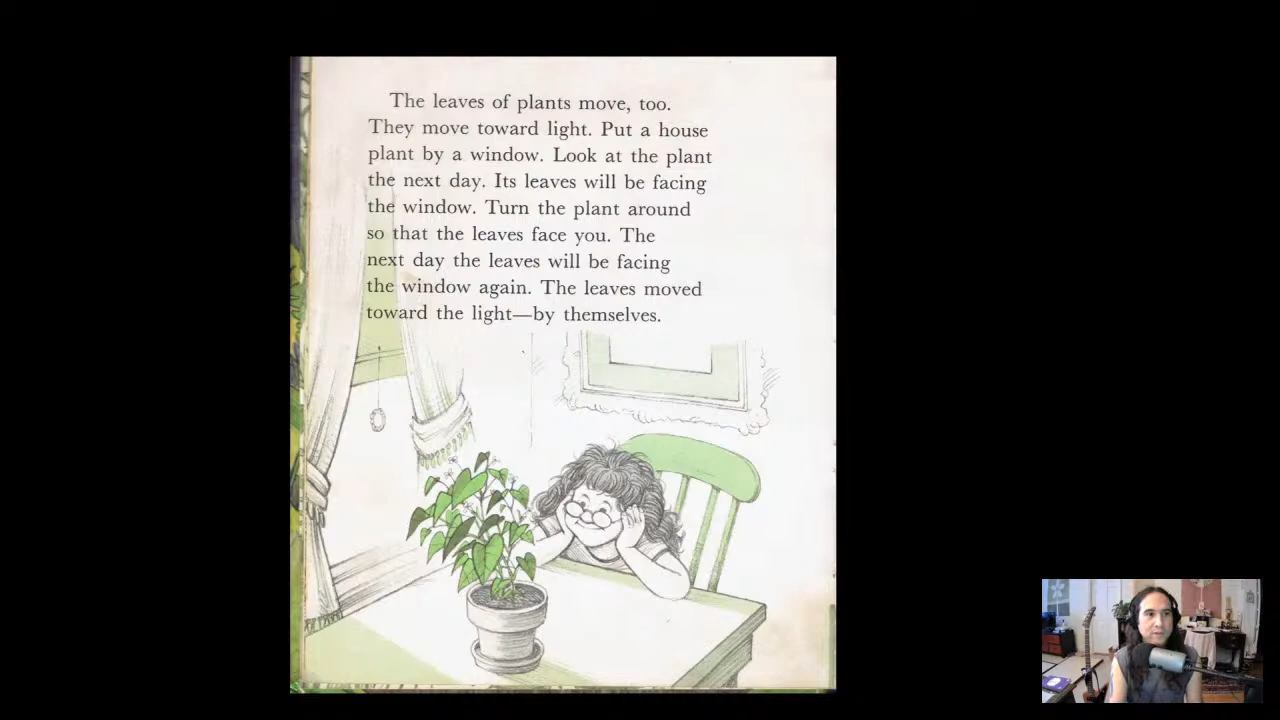 The leaves of plants move, too.
They move toward light. Put a house
plant by a window. Look at the plant
the next day. Its leaves will be facing
the window. Turn the plant around
so that the leaves face you. The
next day the leaves will be facing
the window again. The leaves moved
toward the light—by themselves.